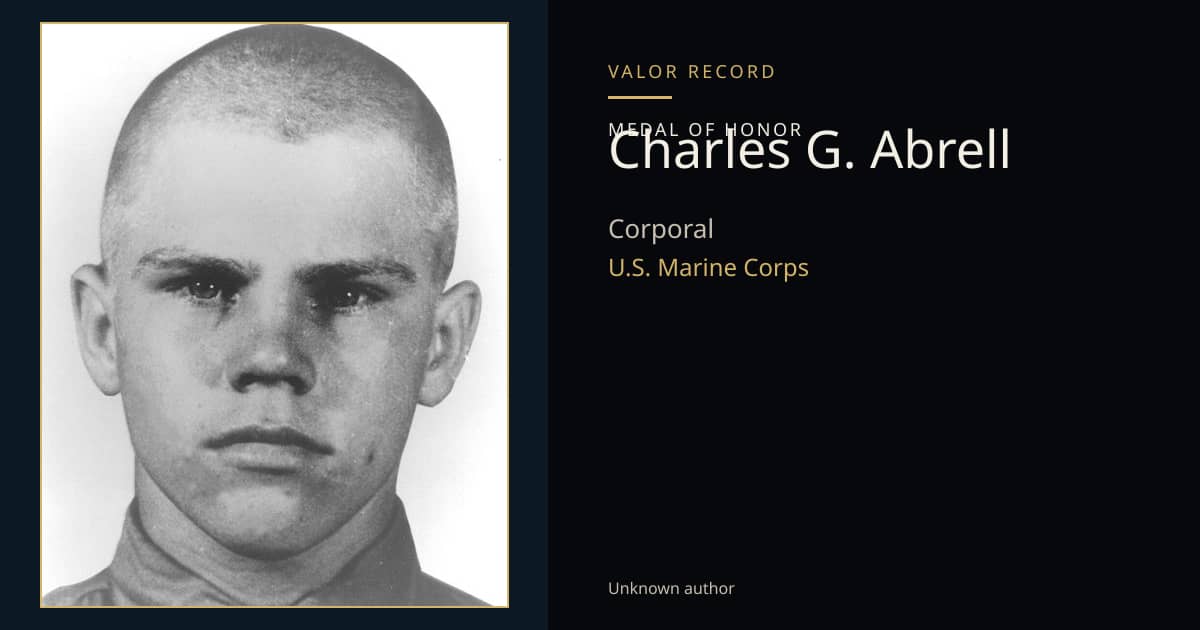 VALOR RECORD
MEDAL OF HONOR
Charles G. Abrell
Corporal
U.S. Marine Corps
Unknown author